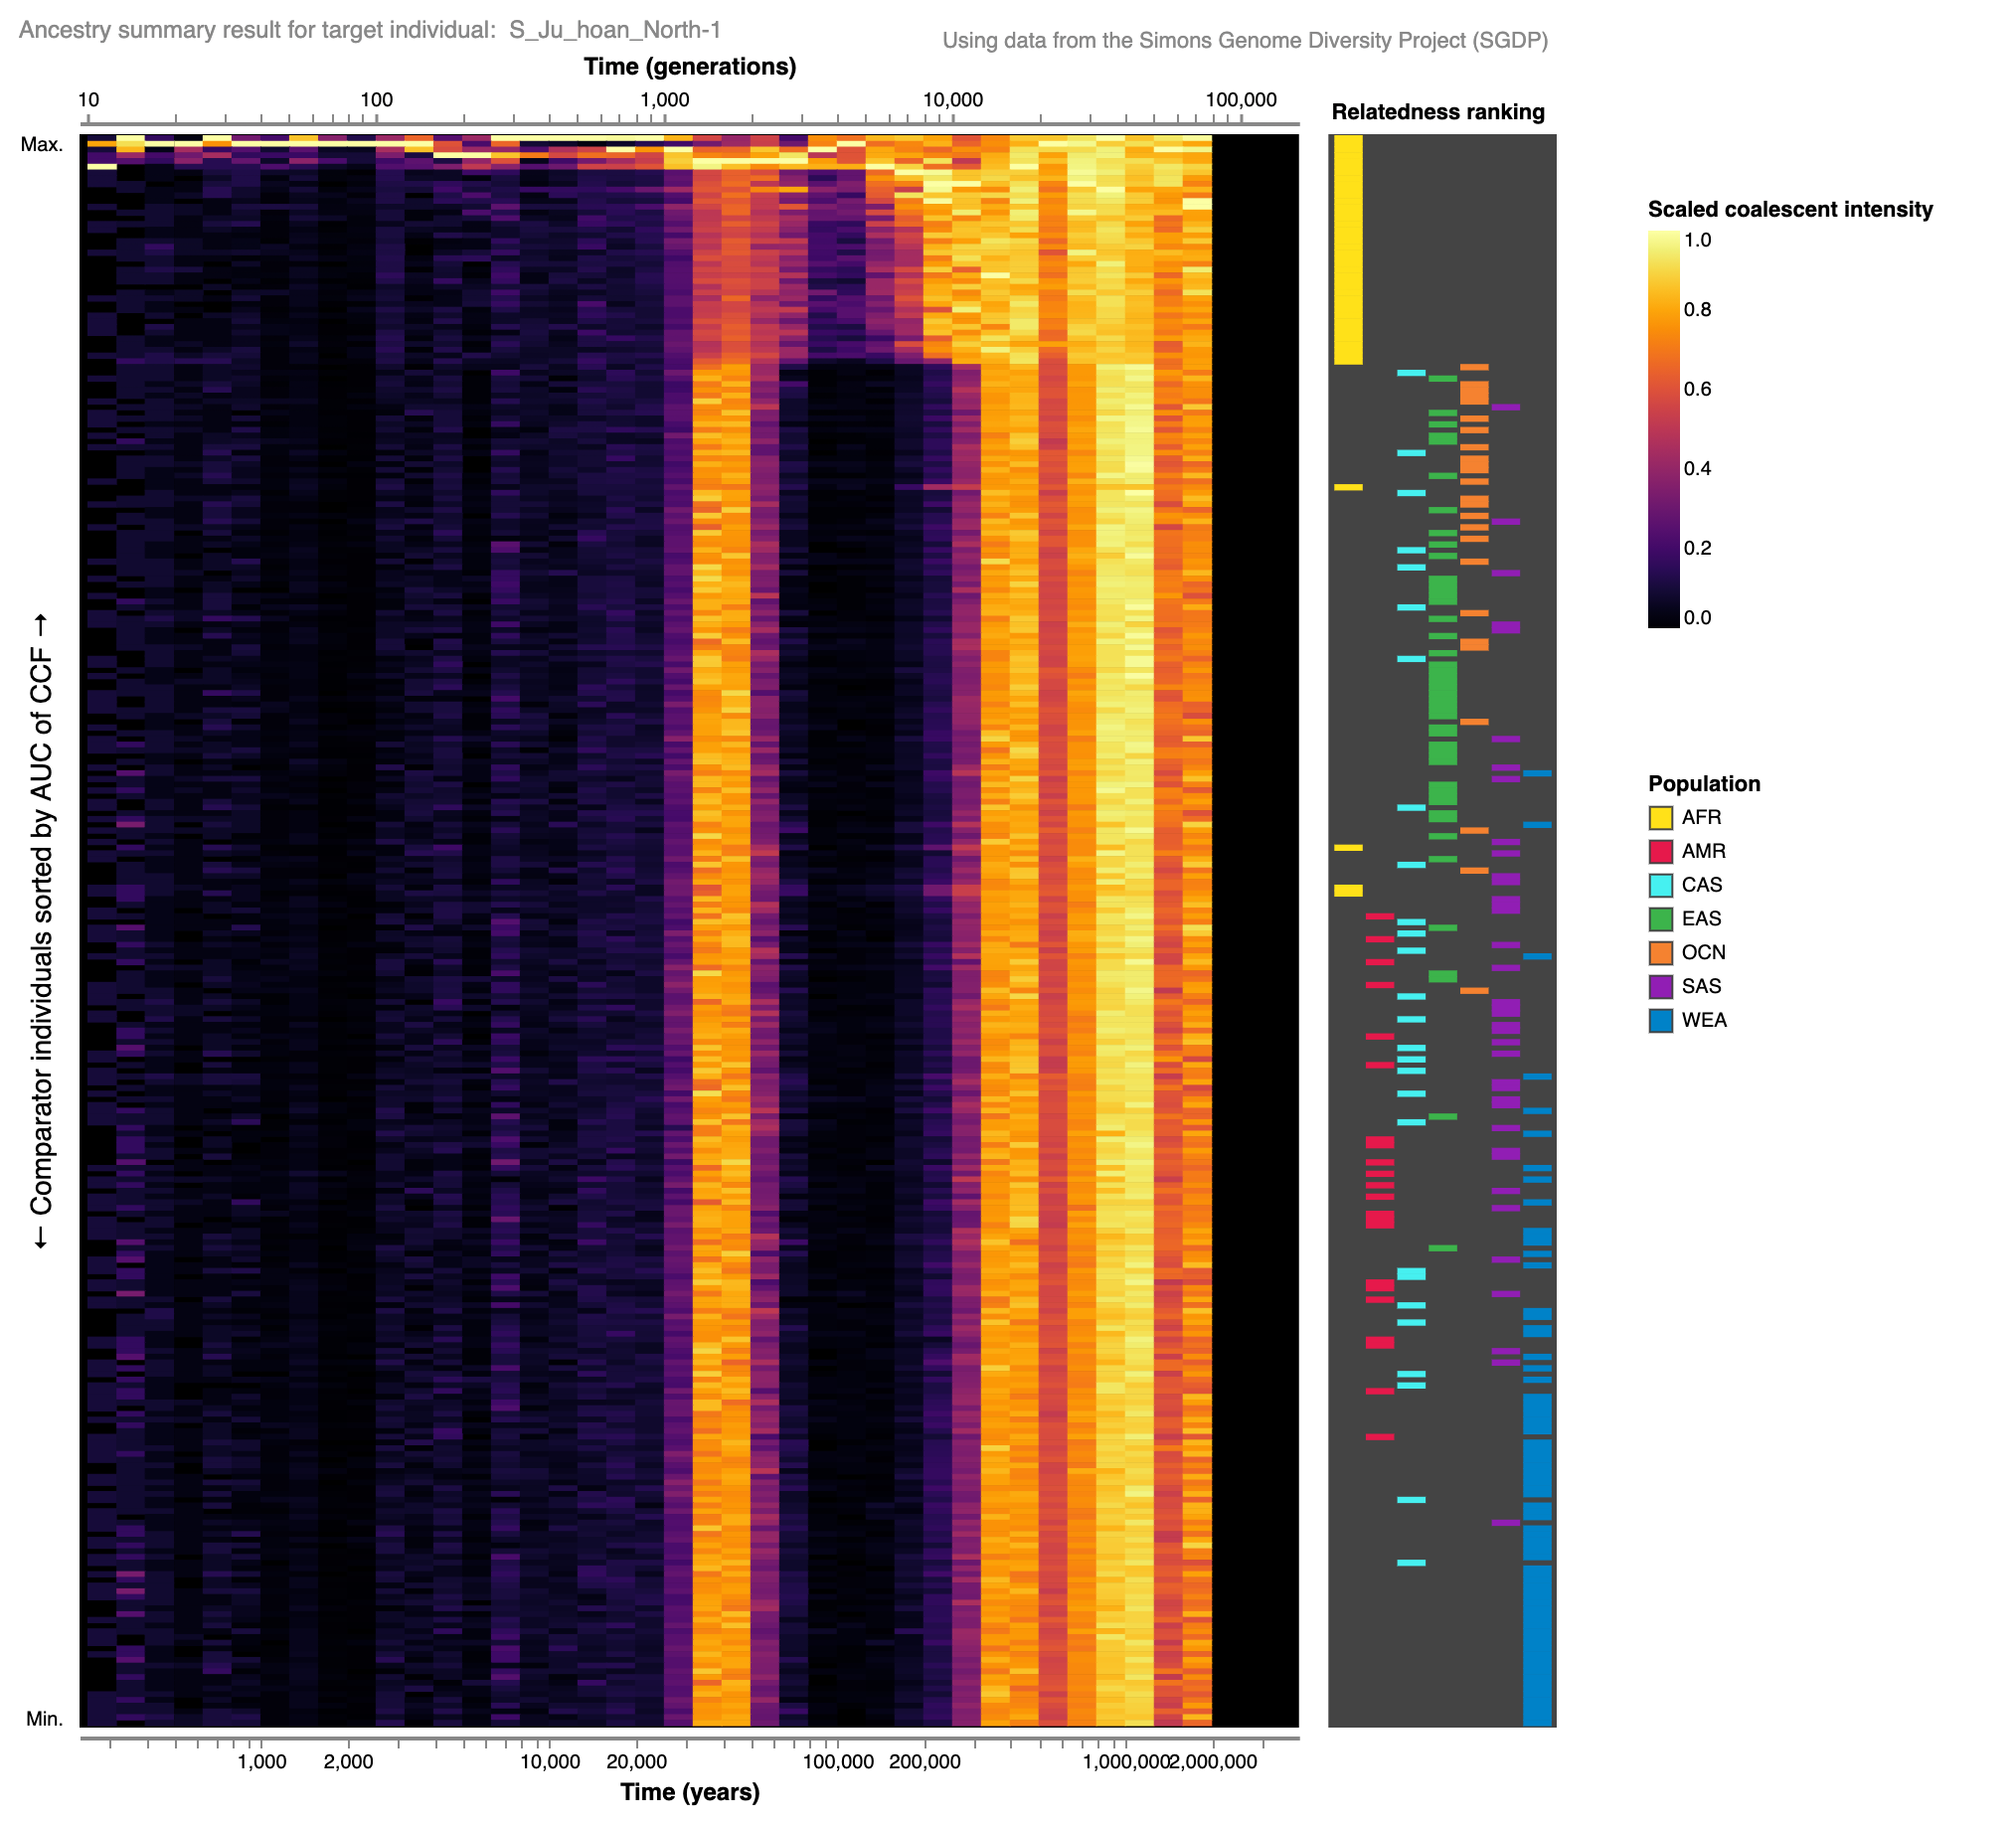 Ancestry summary result for target individual: S_Ju_hoan_North-1
Using data from the Simons Genome Diversity Project (SGDP)
Time (generations)
10 100 1,000 10,000 100,000
Relatedness ranking
Max.
← Comparator individuals sorted by AUC of CCF →
Min.
1,000 2,000 10,000 20,000 100,000 200,000 1,000,000 2,000,000
Time (years)
Scaled coalescent intensity
1.0
0.8
0.6
0.4
0.2
0.0
Population
AFR
AMR
CAS
EAS
OCN
SAS
WEA